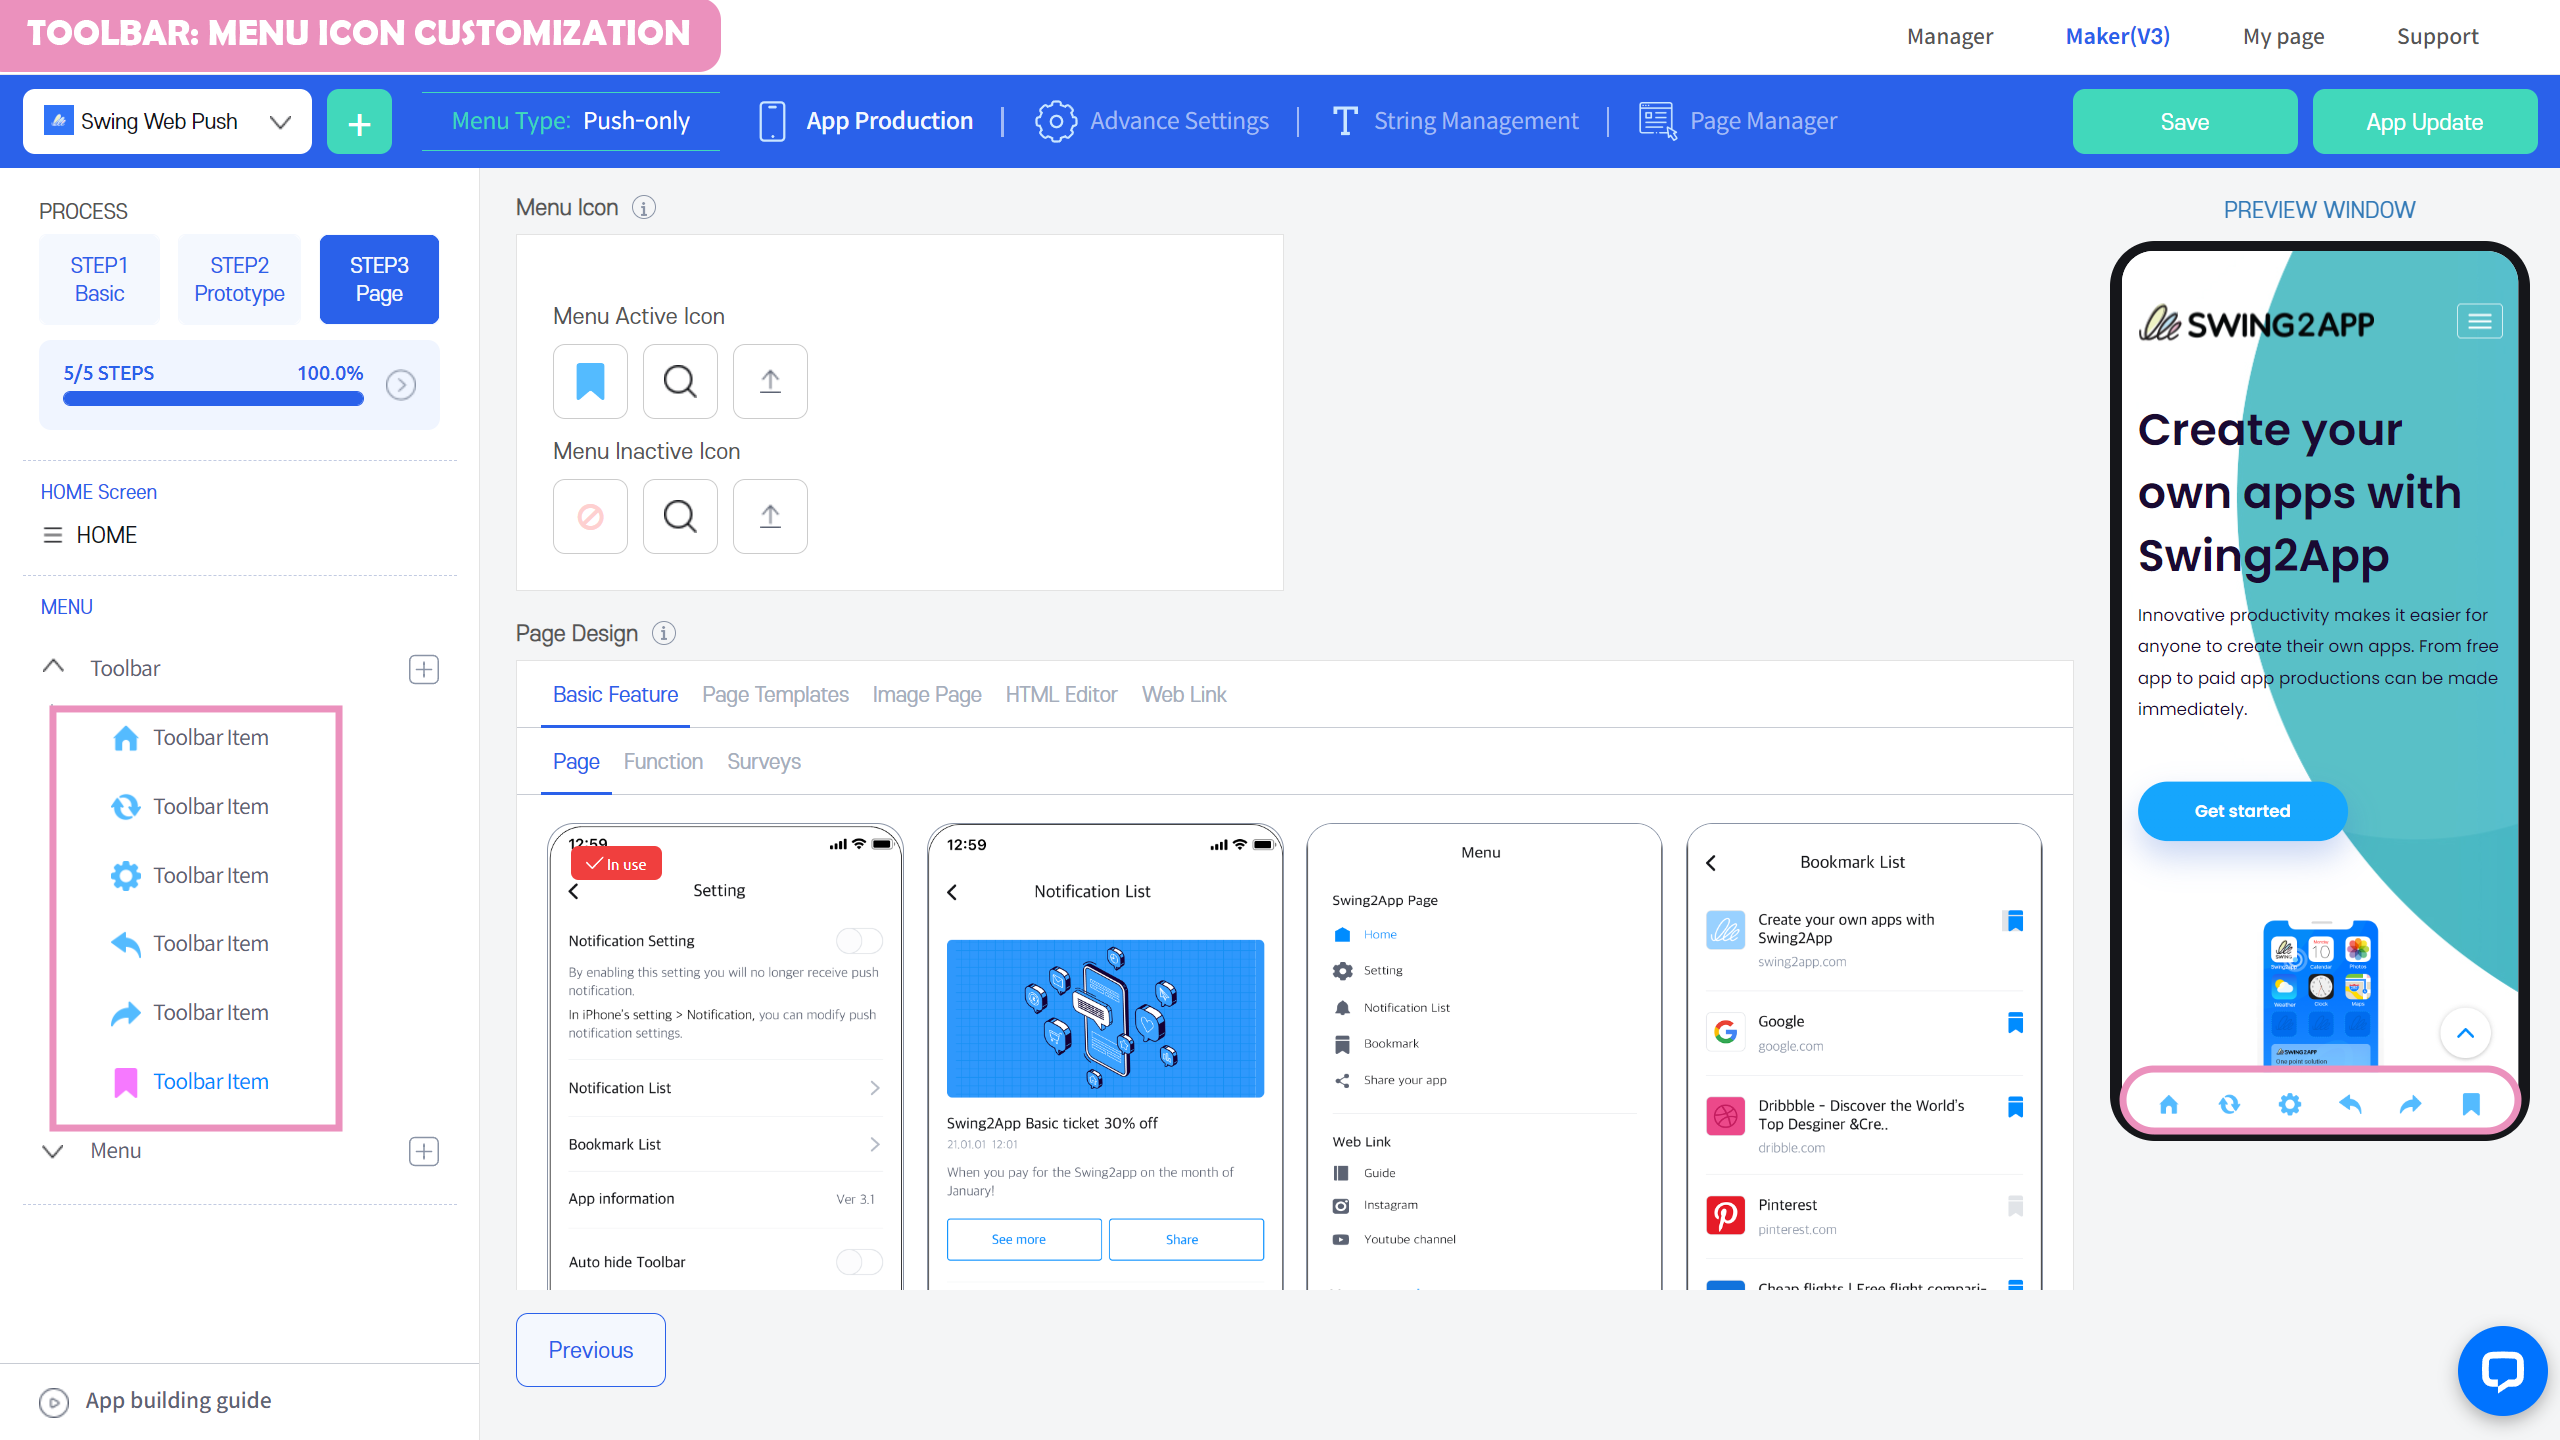 TOOLBAR: MENU ICON CUSTOMIZATION
Manager
Maker(V3)
My page
Support
Swing Web Push
Menu Type: Push-only
App Production
Advance Settings
String Management
Page Manager
Save
App Update
PROCESS
STEP1
Basic
STEP2
Prototype
STEP3
Page
5/5 STEPS
100.0%
HOME Screen
HOME
MENU
Toolbar
Toolbar Item
Toolbar Item
Toolbar Item
Toolbar Item
Toolbar Item
Toolbar Item
Menu
App building guide
Menu Icon
Menu Active Icon
Menu Inactive Icon
Page Design
Basic Feature
Page Templates
Image Page
HTML Editor
Web Link
Page
Function
Surveys
12:59
In use
Setting
Notification Setting
By enabling this setting you will no longer receive push
notification.
In iPhone's setting > Notification, you can modify push
notification settings.
Notification List
Bookmark List
App information
Ver 3.1
Auto hide Toolbar
12:59
Notification List
Swing2App Basic ticket 30% off
21.01.01 12:01
When you pay for the Swing2app on the month of
January!
See more
Share
Menu
Swing2App Page
Home
Setting
Notification List
Bookmark
Share your app
Web Link
Guide
Instagram
Youtube channel
Bookmark List
Create your own apps with
Swing2App
swing2app.com
Google
google.com
Dribbble - Discover the World's
Top Desginer &Cre..
dribble.com
Pinterest
pinterest.com
Cheap flights | Free flight compari-
Previous
PREVIEW WINDOW
SWING2APP
Create your
own apps with
Swing2App
Innovative productivity makes it easier for
anyone to create their own apps. From free
app to paid app productions can be made
immediately.
Get started
Calendar
Photos
Weather
Clock
Maps
SWING2APP
One point solution